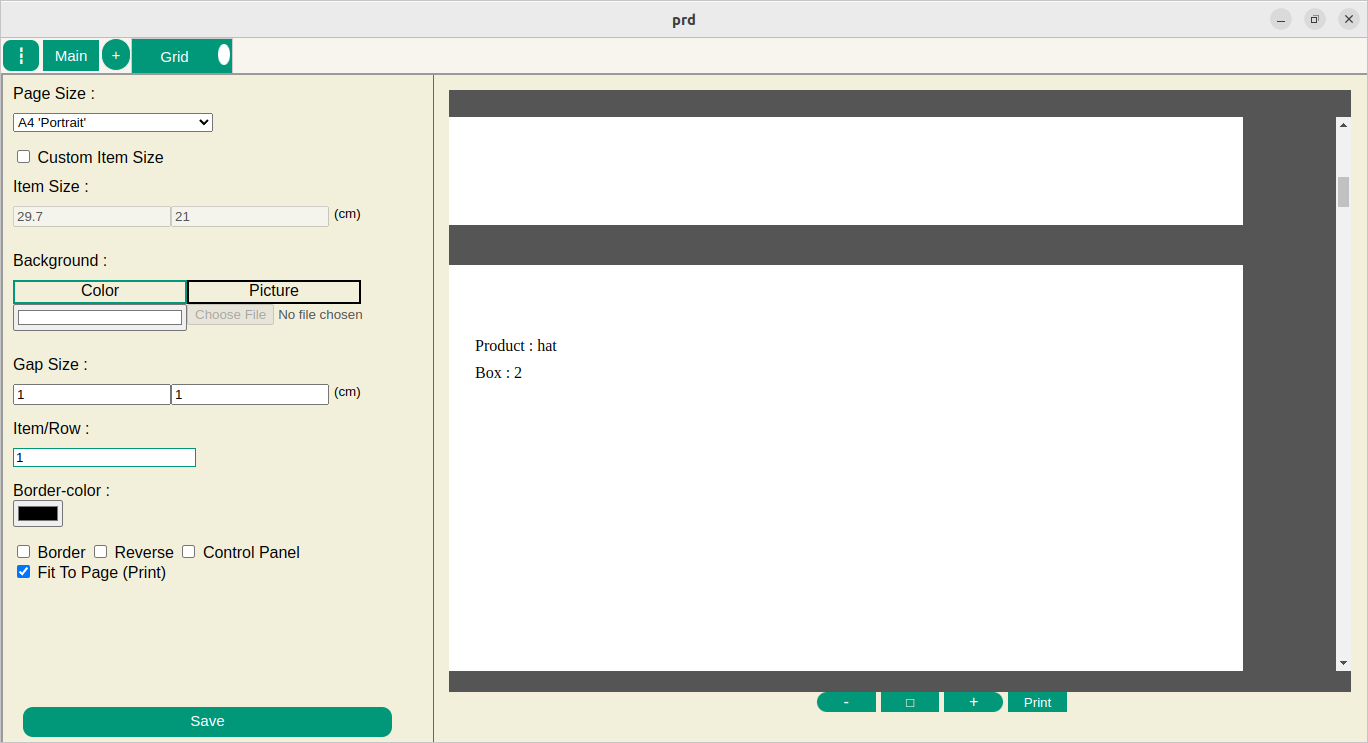 prd
┇ Main + Grid
Page Size :
A4 'Portrait'
Custom Item Size
Item Size :
29.7 21 (cm)
Background :
Color Picture
Choose File No file chosen
Gap Size :
1 1 (cm)
Item/Row :
1
Border-color :
Border Reverse Control Panel
Fit To Page (Print)
Save
Product : hat
Box : 2
- □ + Print